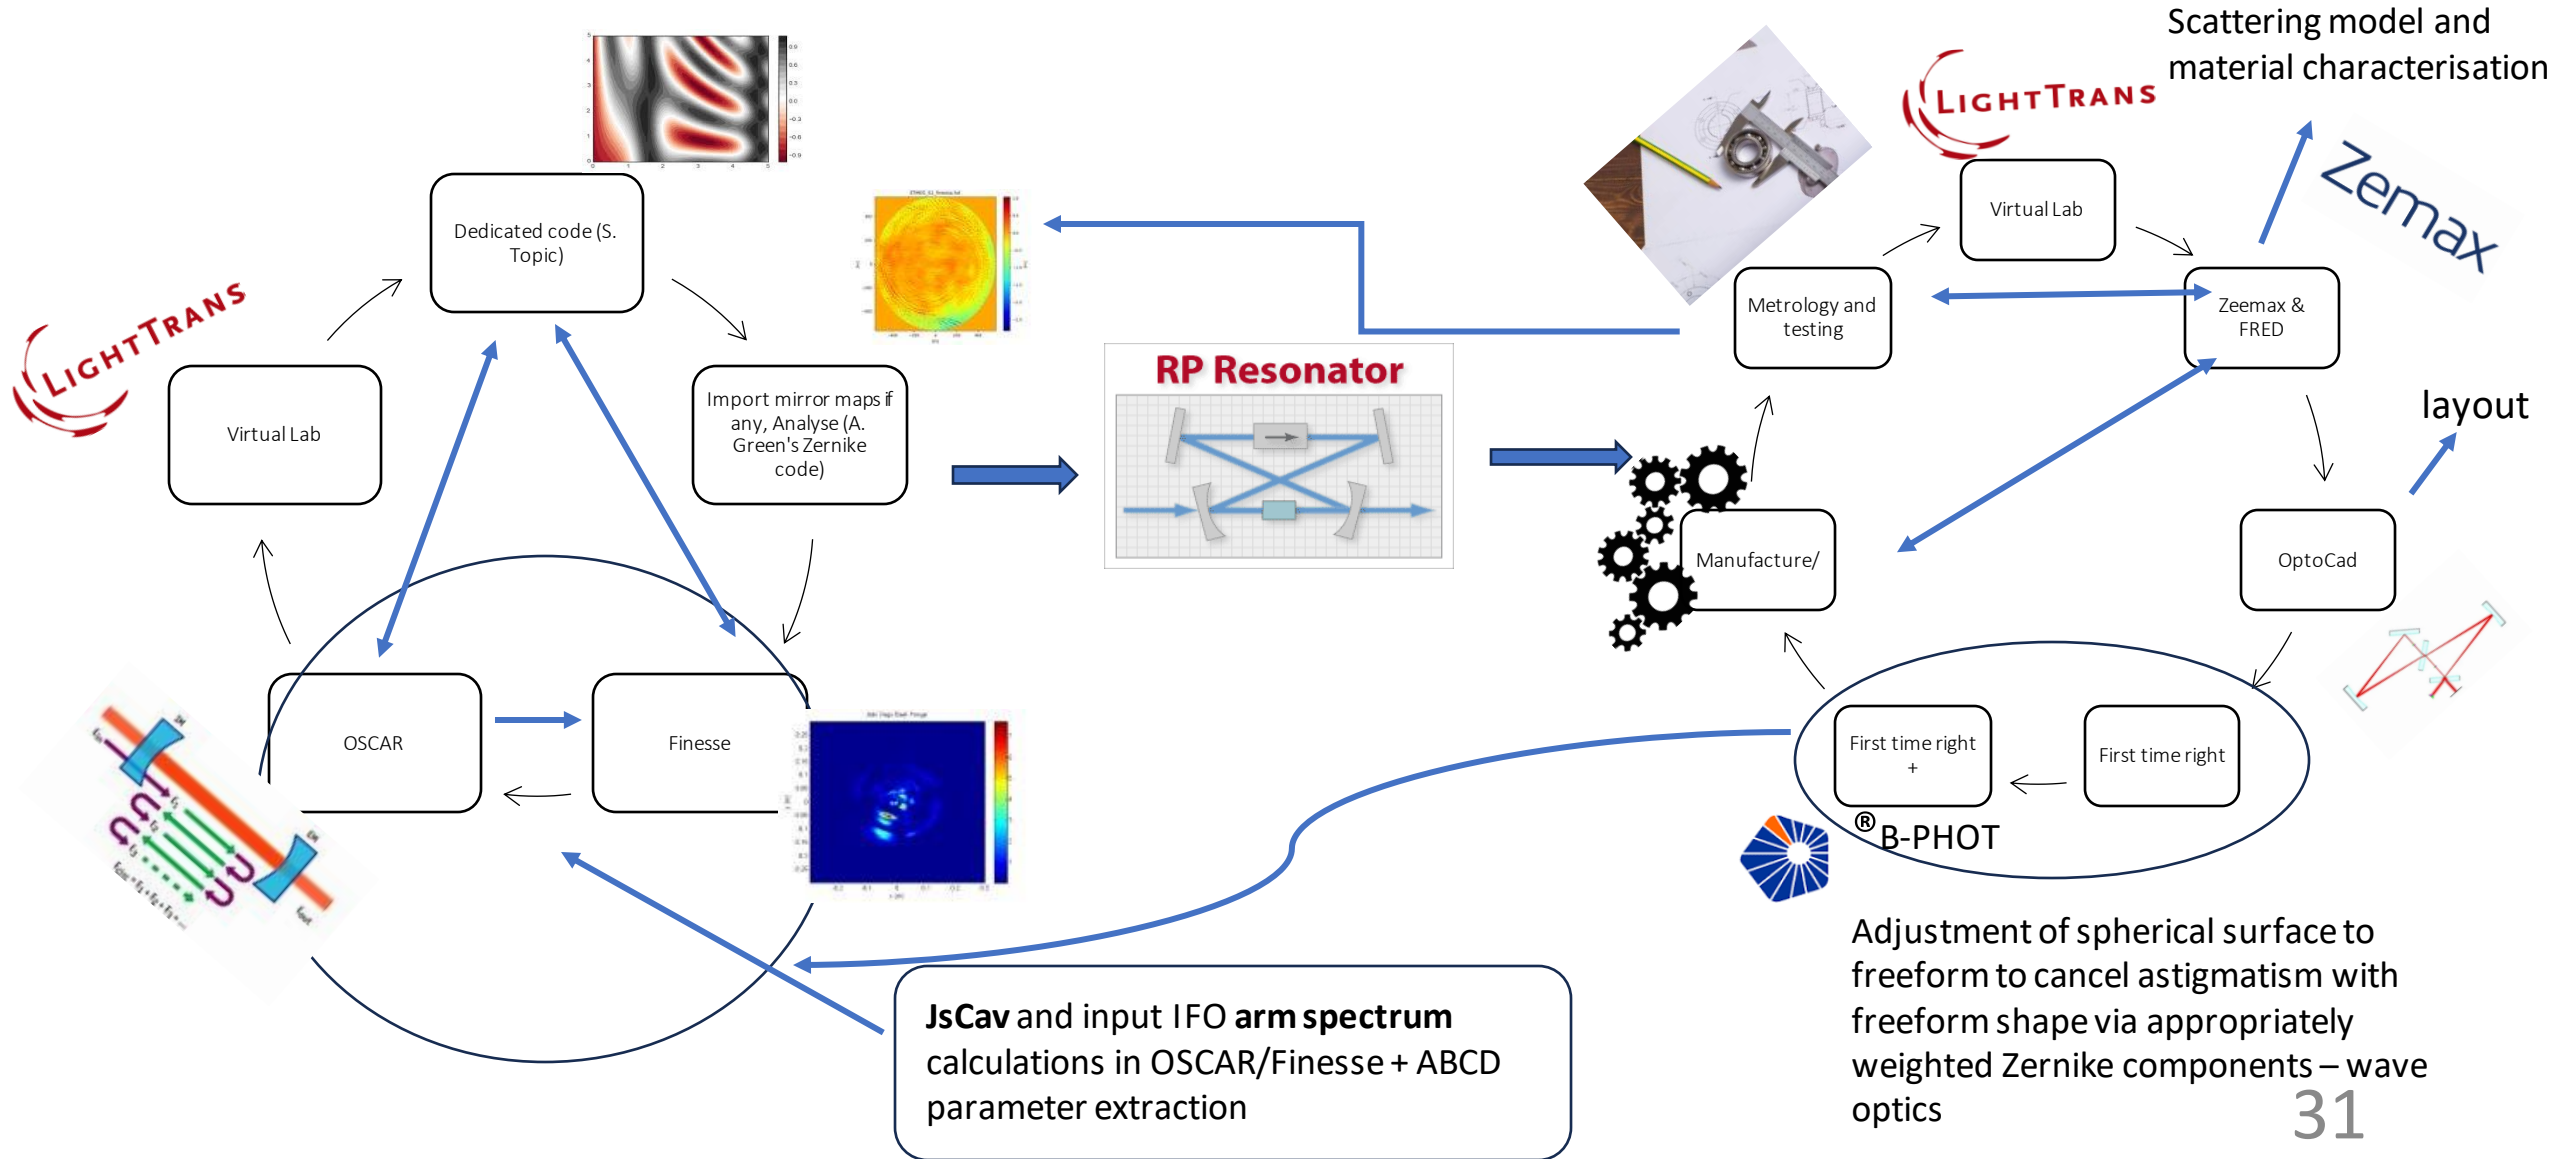 Scattering model and
material characterisation
LIGHTTRANS
Zemax
Virtual Lab
Dedicated code (S.
Topic)
Metrology and
testing
Zeemax &
FRED
LIGHTTRANS
Virtual Lab
Import mirror maps if
any, Analyse (A.
Green's Zernike
code)
RP Resonator
layout
Manufacture/
OptoCad
OSCAR
Finesse
First time right
+
First time right
® B-PHOT
JsCav and input IFO arm spectrum
calculations in OSCAR/Finesse + ABCD
parameter extraction
Adjustment of spherical surface to
freeform to cancel astigmatism with
freeform shape via appropriately
weighted Zernike components – wave
optics
31